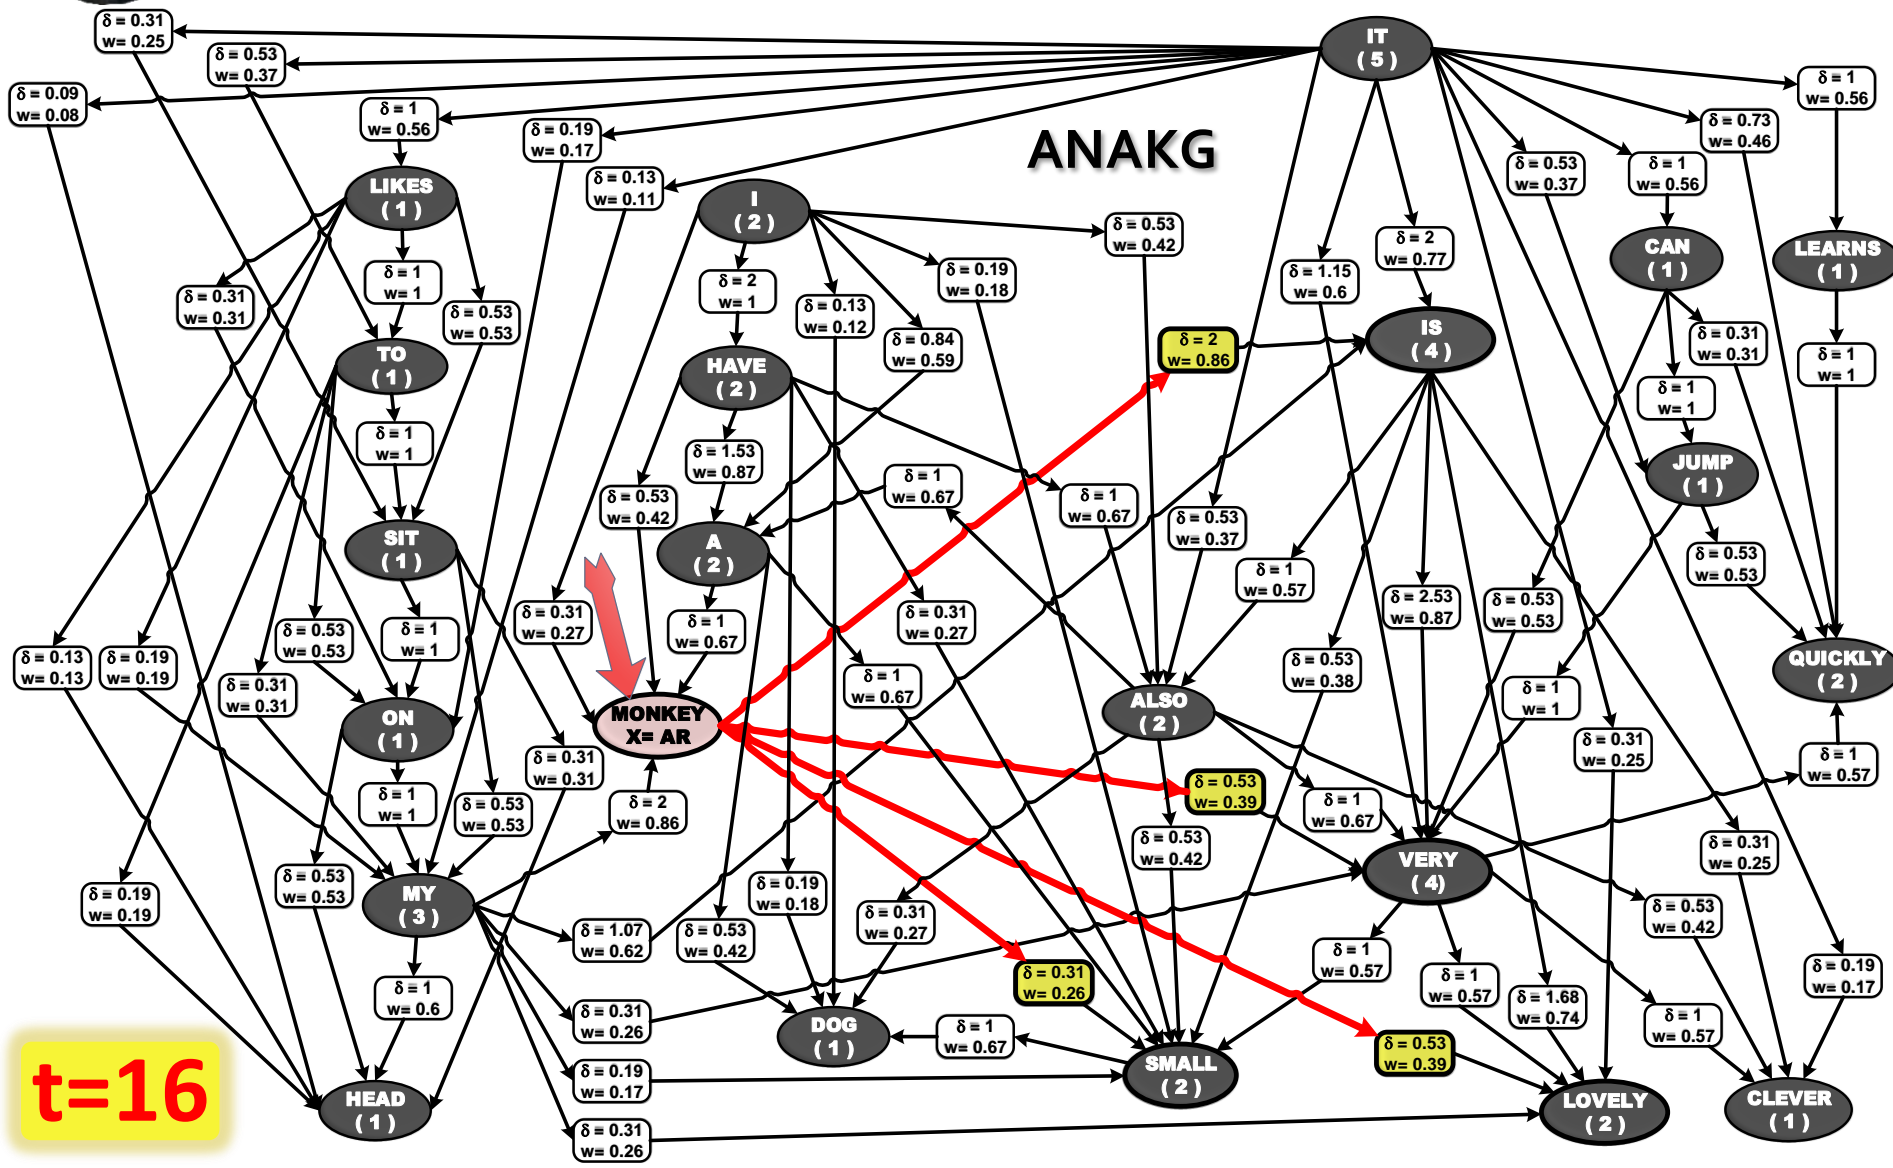 δ = 0.31
w= 0.25
IT
( 5 )
δ = 0.53
w= 0.37
δ = 1
w= 0.56
δ = 0.09
w= 0.08
δ = 1
w= 0.56
δ = 0.19
w= 0.17
δ = 0.73
w= 0.46
ANAKG
δ = 0.53
w= 0.37
δ = 1
w= 0.56
δ = 0.13
w= 0.11
LIKES
( 1 )
I
( 2 )
δ = 0.53
w= 0.42
δ = 2
w= 0.77
CAN
( 1 )
LEARNS
( 1 )
δ = 1
w= 1
δ = 2
w= 1
δ = 0.19
w= 0.18
δ = 1.15
w= 0.6
δ = 0.31
w= 0.31
δ = 0.53
w= 0.53
δ = 0.13
w= 0.12
δ = 0.84
w= 0.59
δ = 2
w= 0.86
IS
( 4 )
δ = 0.31
w= 0.31
δ = 1
w= 1
TO
( 1 )
HAVE
( 2 )
δ = 1
w= 1
δ = 1
w= 1
δ = 1.53
w= 0.87
JUMP
( 1 )
δ = 0.53
w= 0.42
δ = 1
w= 0.67
δ = 1
w= 0.67
δ = 0.53
w= 0.37
SIT
( 1 )
A
( 2 )
δ = 1
w= 0.57
δ = 0.53
w= 0.53
δ = 2.53
w= 0.87
δ = 0.53
w= 0.53
δ = 0.31
w= 0.27
δ = 0.31
w= 0.27
δ = 0.53
w= 0.53
δ = 1
w= 1
δ = 1
w= 0.67
δ = 0.13
w= 0.13
δ = 0.19
w= 0.19
δ = 0.53
w= 0.38
QUICKLY
( 2 )
δ = 0.31
w= 0.31
δ = 1
w= 0.67
δ = 1
w= 1
ON
( 1 )
MONKEY
X= AR
ALSO
( 2 )
δ = 0.31
w= 0.25
δ = 0.31
w= 0.31
δ = 1
w= 0.57
δ = 1
w= 1
δ = 0.53
w= 0.53
δ = 2
w= 0.86
δ = 0.53
w= 0.39
δ = 1
w= 0.67
δ = 0.53
w= 0.42
δ = 0.31
w= 0.25
VERY
( 4)
δ = 0.19
w= 0.19
δ = 0.53
w= 0.53
MY
( 3 )
δ = 0.19
w= 0.18
δ = 0.31
w= 0.27
δ = 0.53
w= 0.42
δ = 1.07
w= 0.62
δ = 0.53
w= 0.42
δ = 1
w= 0.57
δ = 0.19
w= 0.17
δ = 1
w= 0.6
δ = 0.31
w= 0.26
δ = 1
w= 0.57
δ = 1.68
w= 0.74
δ = 0.31
w= 0.26
δ = 1
w= 0.57
DOG
( 1 )
δ = 1
w= 0.67
δ = 0.53
w= 0.39
SMALL
( 2 )
δ = 0.19
w= 0.17
t=16
HEAD
( 1 )
LOVELY
( 2 )
CLEVER
( 1 )
δ = 0.31
w= 0.26